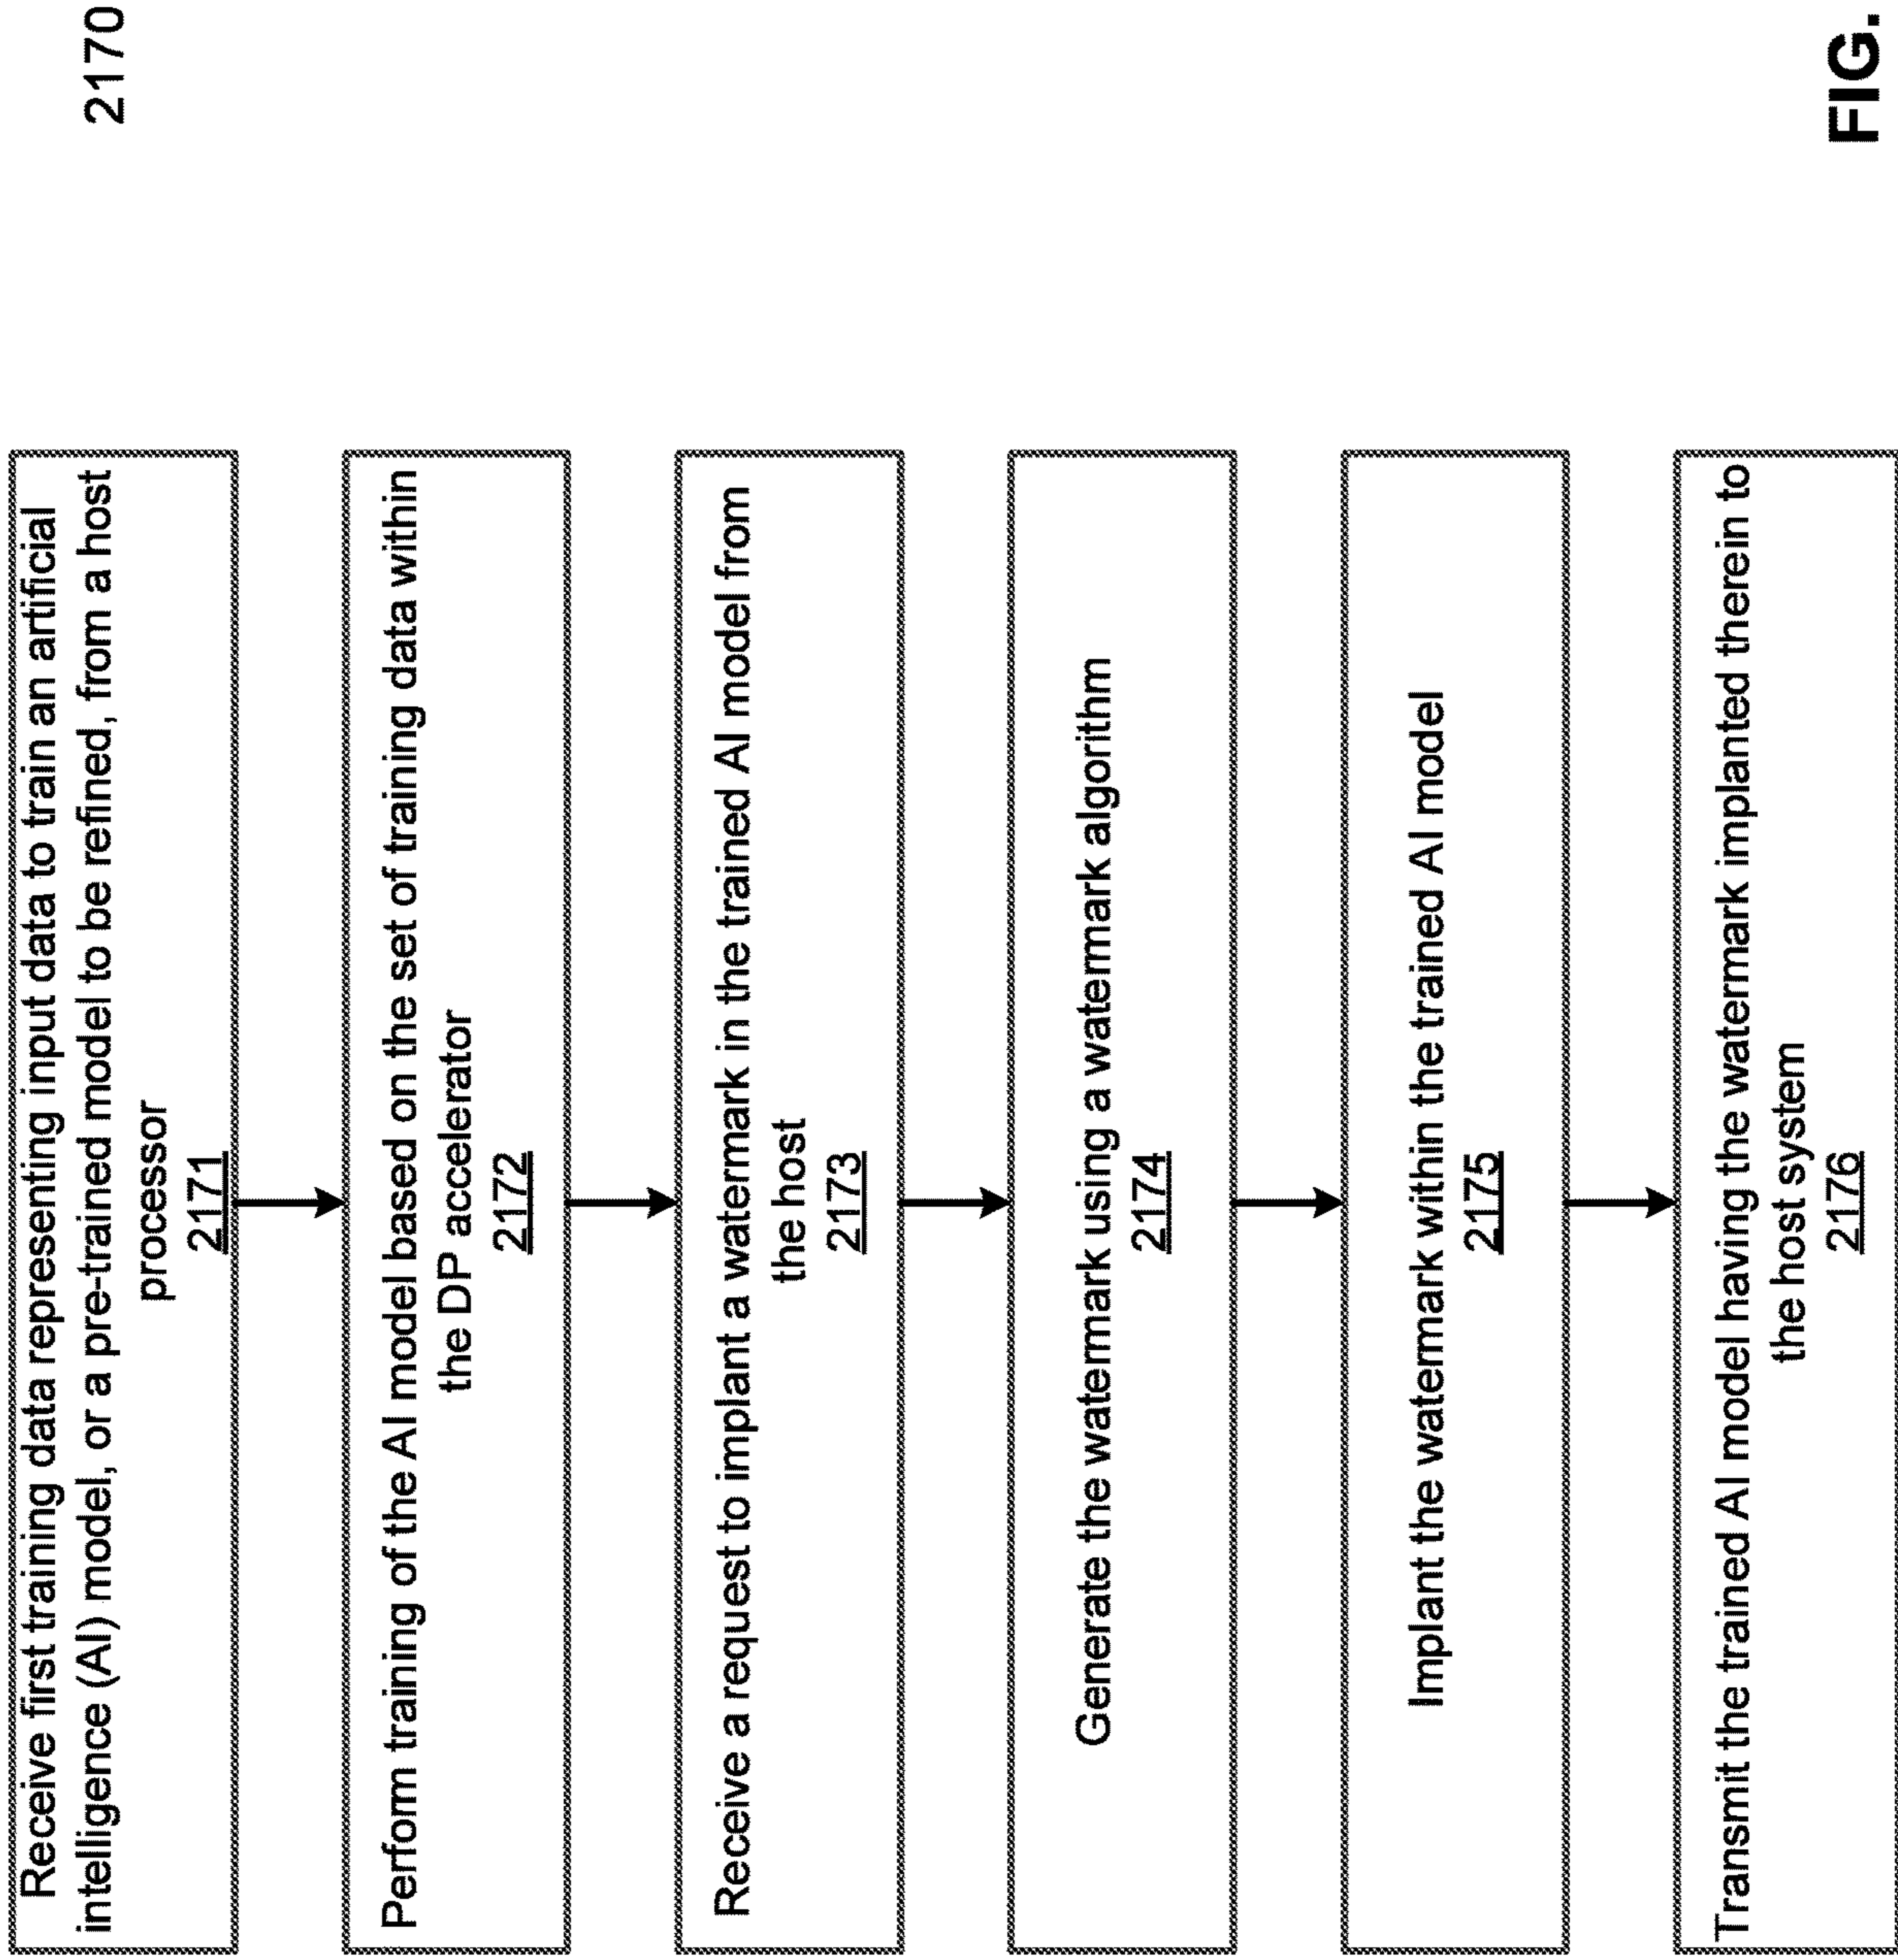 2170
Receive first training data representing input data to train an artificial
intelligence (AI) model, or a pre-trained model to be refined, from a host
processor
2171
Perform training of the AI model based on the set of training data within
the DP accelerator
2172
Receive a request to implant a watermark in the trained AI model from
the host
2173
Generate the watermark using a watermark algorithm
2174
Implant the watermark within the trained AI model
2175
Transmit the trained AI model having the watermark implanted therein to
the host system
2176
FIG.